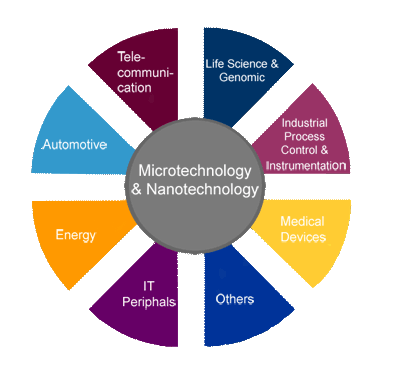 Tele-
communi-
cation
Life Science &
Genomic
Industrial
Process
Control &
Instrumentation
Medical
Devices
Others
IT
Periphals
Energy
Automotive
Microtechnology
& Nanotechnology